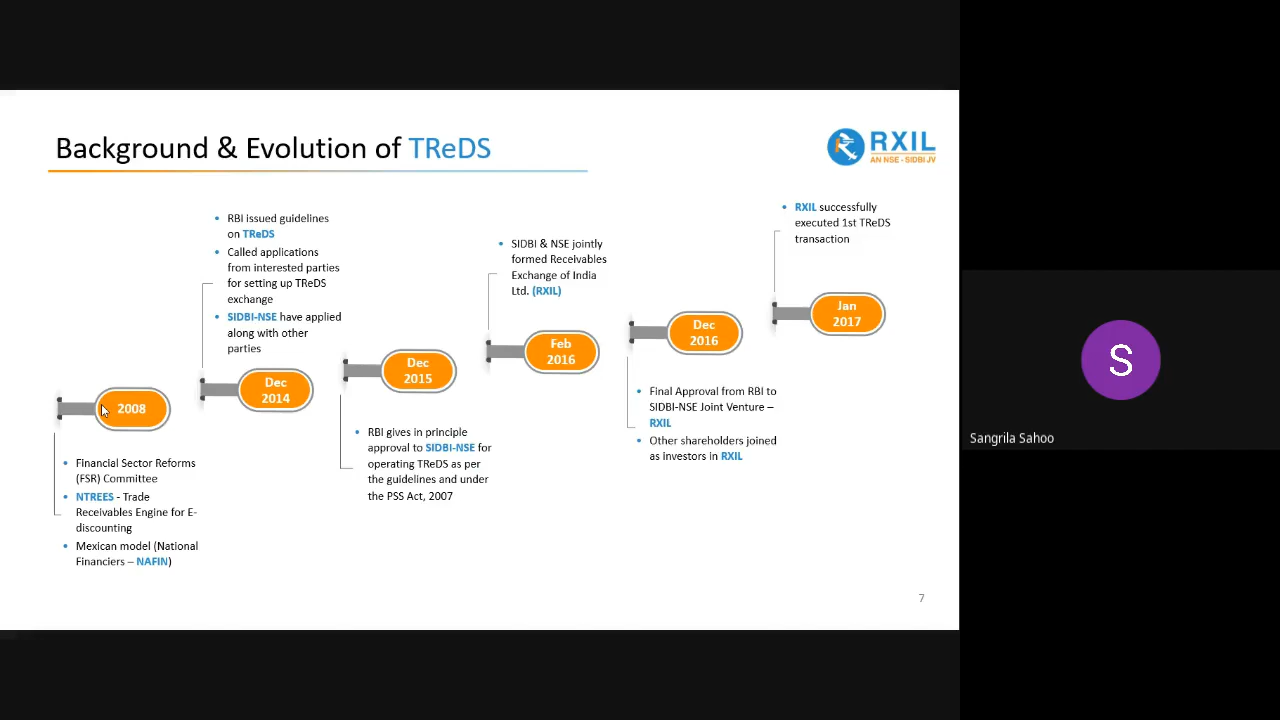 Background & Evolution of TReDS
RXIL
AN NSE - SIDBI JV
2008
Financial Sector Reforms
(FSR) Committee
NTREES - Trade
Receivables Engine for E-
discounting
Mexican model (National
Financiers – NAFIN)
RBI issued guidelines
on TReDS
Called applications
from interested parties
for setting up TReDS
exchange
SIDBI-NSE have applied
along with other
parties
Dec
2014
Dec
2015
RBI gives in principle
approval to SIDBI-NSE for
operating TReDS as per
the guidelines and under
the PSS Act, 2007
SIDBI & NSE jointly
formed Receivables
Exchange of India
Ltd. (RXIL)
Feb
2016
Dec
2016
Final Approval from RBI to
SIDBI-NSE Joint Venture –
RXIL
Other shareholders joined
as investors in RXIL
RXIL successfully
executed 1st TReDS
transaction
Jan
2017
7
S
Sangrila Sahoo